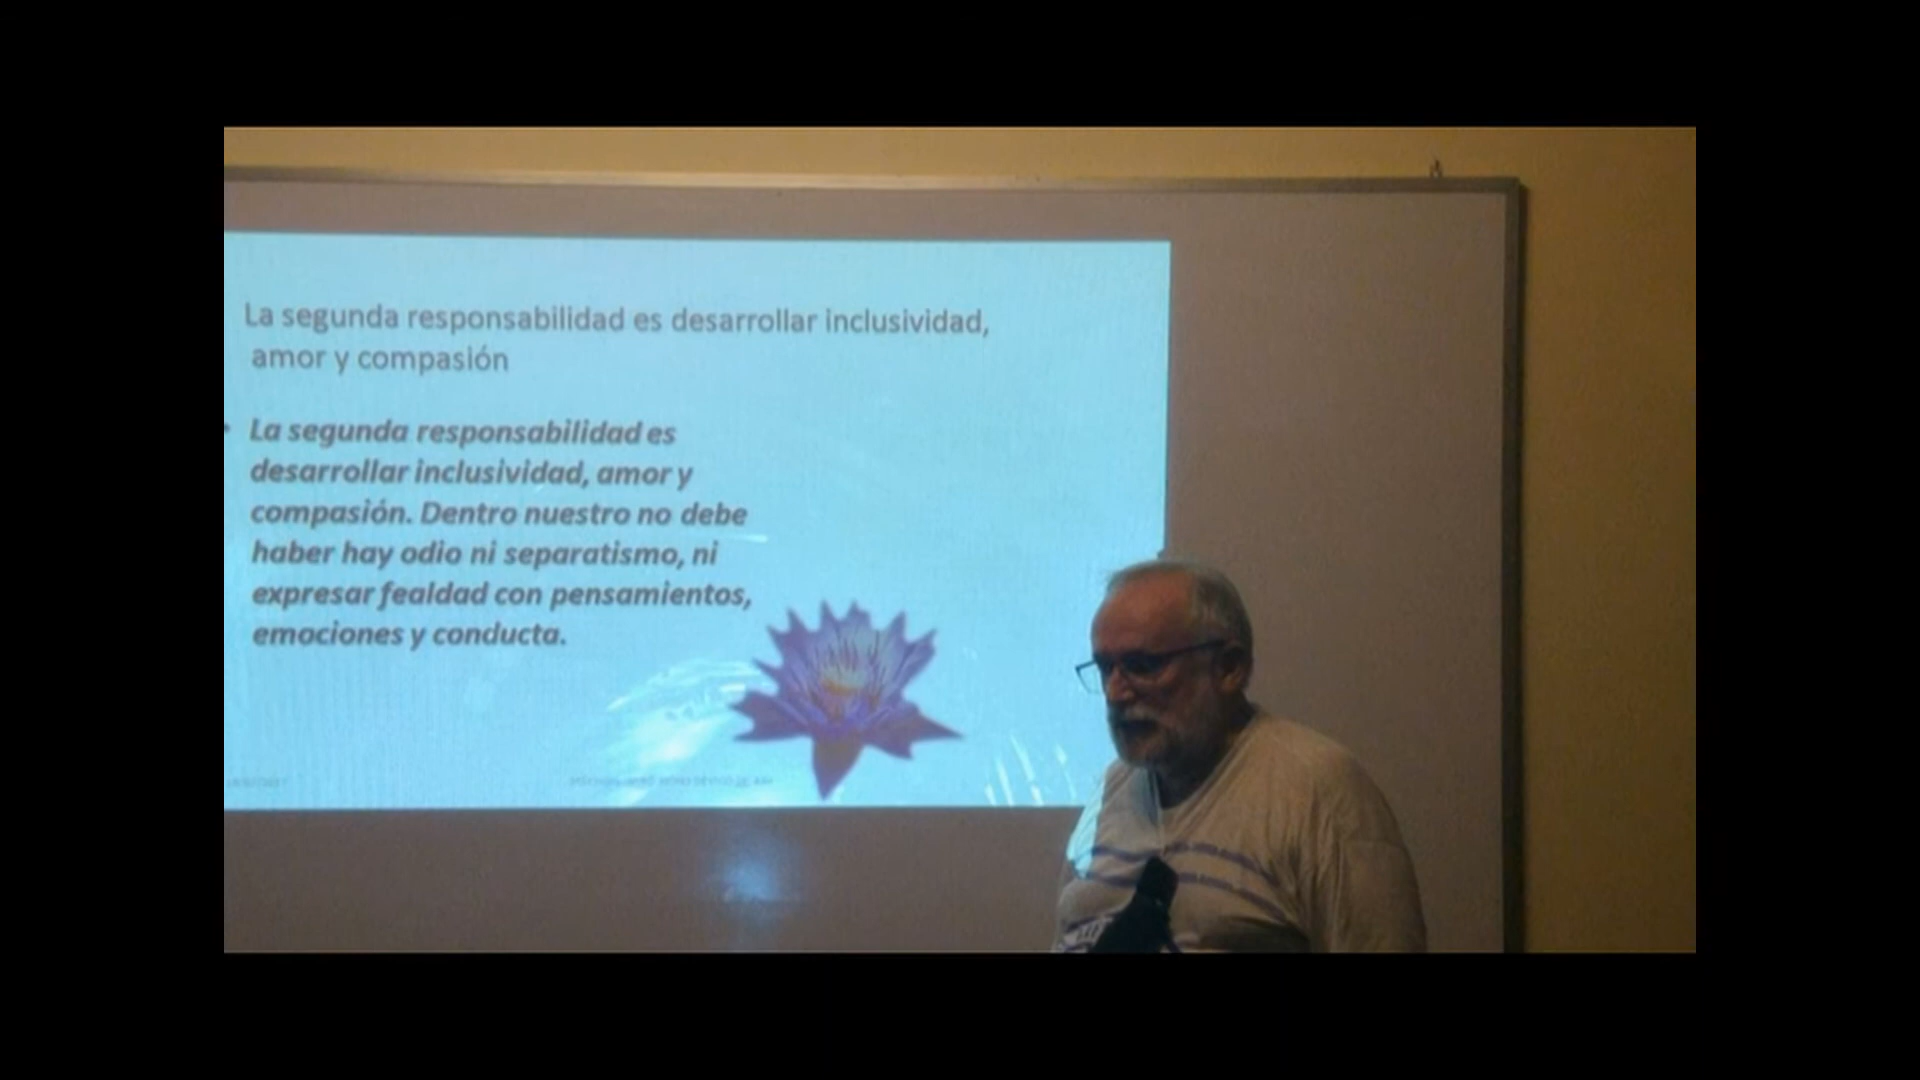 La segunda responsabilidad es desarrollar inclusividad,
amor y compasión
• La segunda responsabilidad es
desarrollar inclusividad, amor y
compasión. Dentro nuestro no debe
haber hay odio ni separatismo, ni
expresar fealdad con pensamientos,
emociones y conducta.